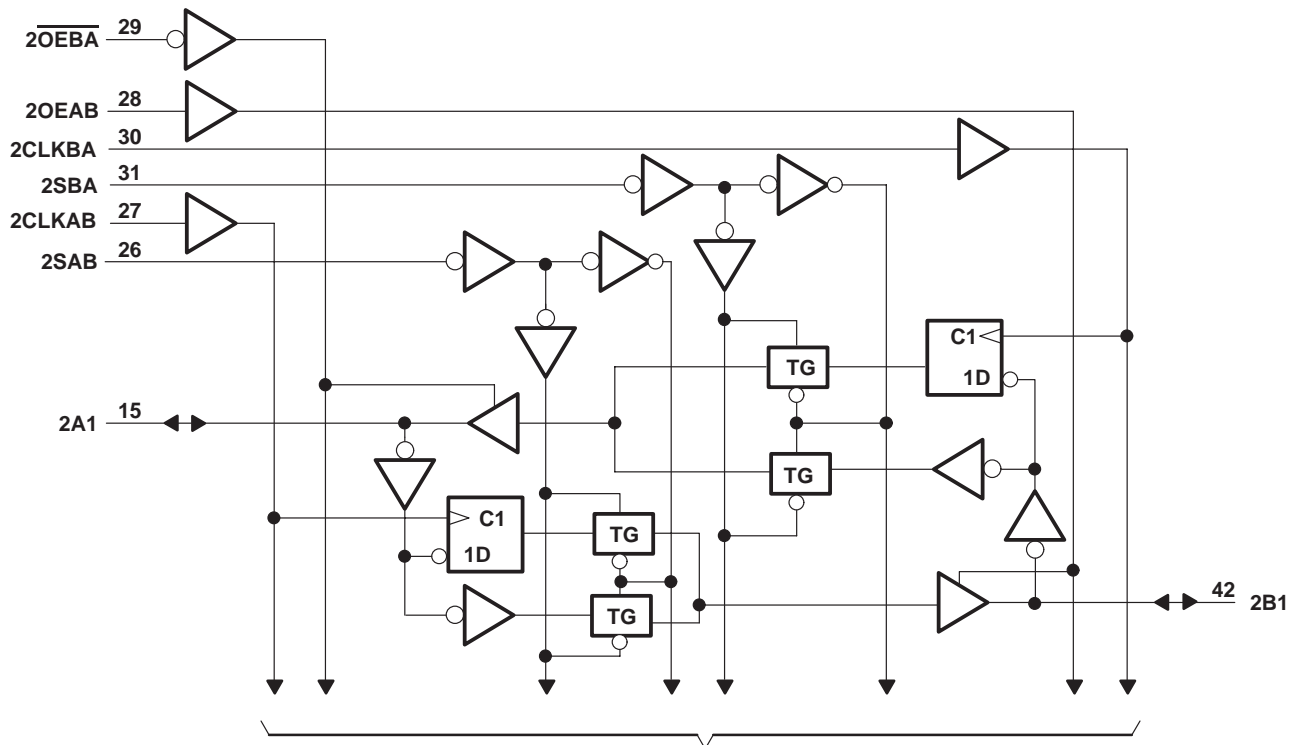 2OEBA 29
2OEAB 28
2CLKBA 30
2SBA 31
2CLKAB 27
2SAB 26
C1
1D
TG
2A1 15
TG
C1
1D
TG
TG
42 2B1